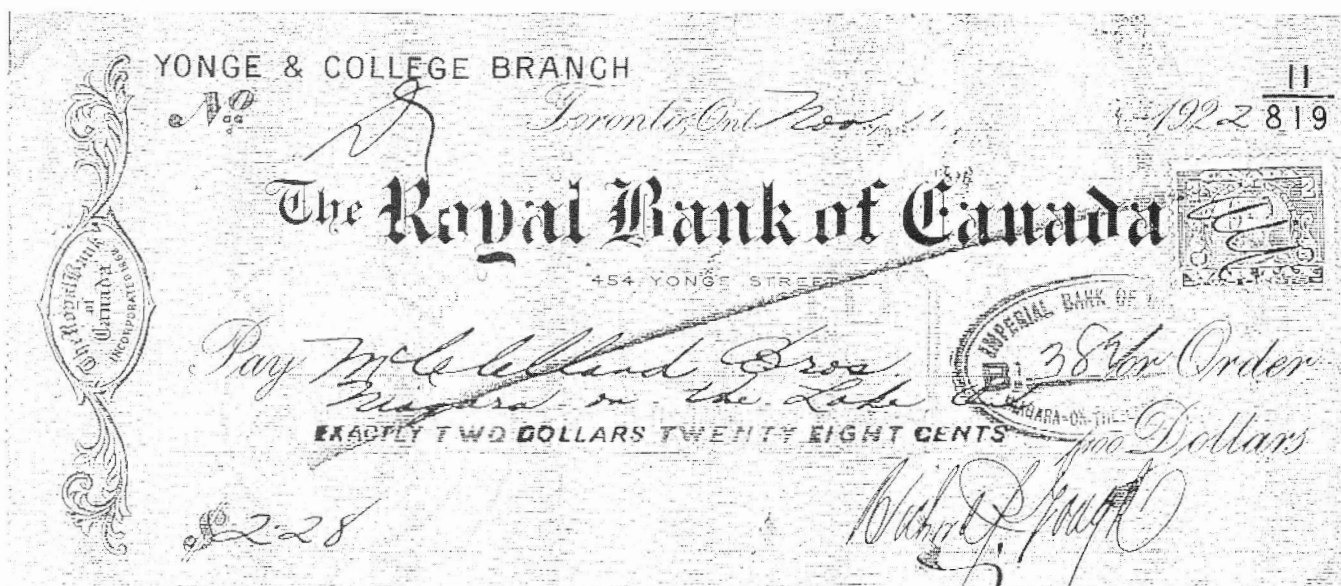 YONGE & COLLEGE BRANCH
11
819
No.
Toronto, Ont. Nov. 1922
The Royal Bank of Canada
454 YONGE STREET
The Royal Bank
of
Canada
INCORPORATED 1869
IMPERIAL BANK OF
Pay McClelland Bros. or Order
Niagara-on-the-Lake
NIAGARA-ON-THE-
EXACTLY TWO DOLLARS TWENTY EIGHT CENTS
/100 Dollars
$2.28